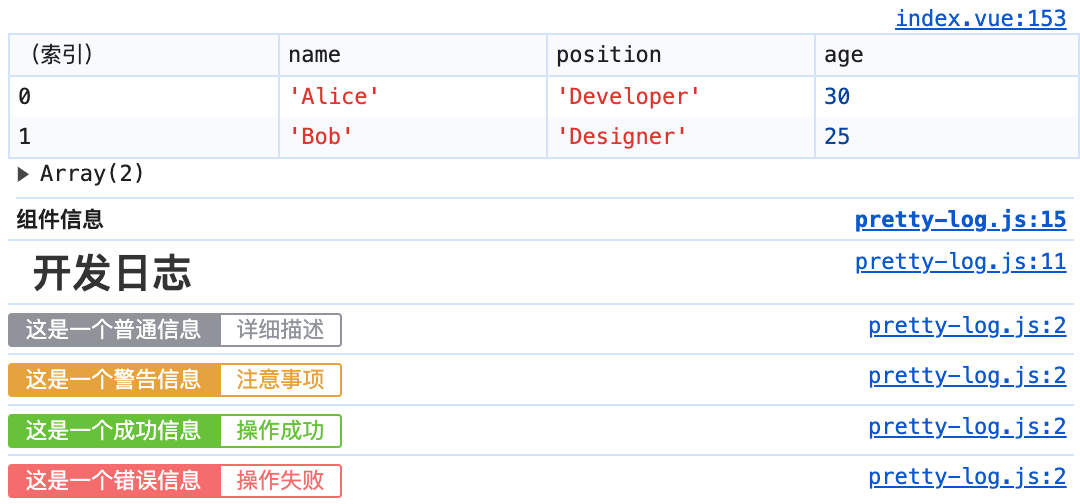 index.vue:153
(索引) name position age
0 'Alice' 'Developer' 30
1 'Bob' 'Designer' 25
Array(2)
组件信息 pretty-log.js:15
开发日志 pretty-log.js:11
这是一个普通信息 详细描述 pretty-log.js:2
这是一个警告信息 注意事项 pretty-log.js:2
这是一个成功信息 操作成功 pretty-log.js:2
这是一个错误信息 操作失败 pretty-log.js:2